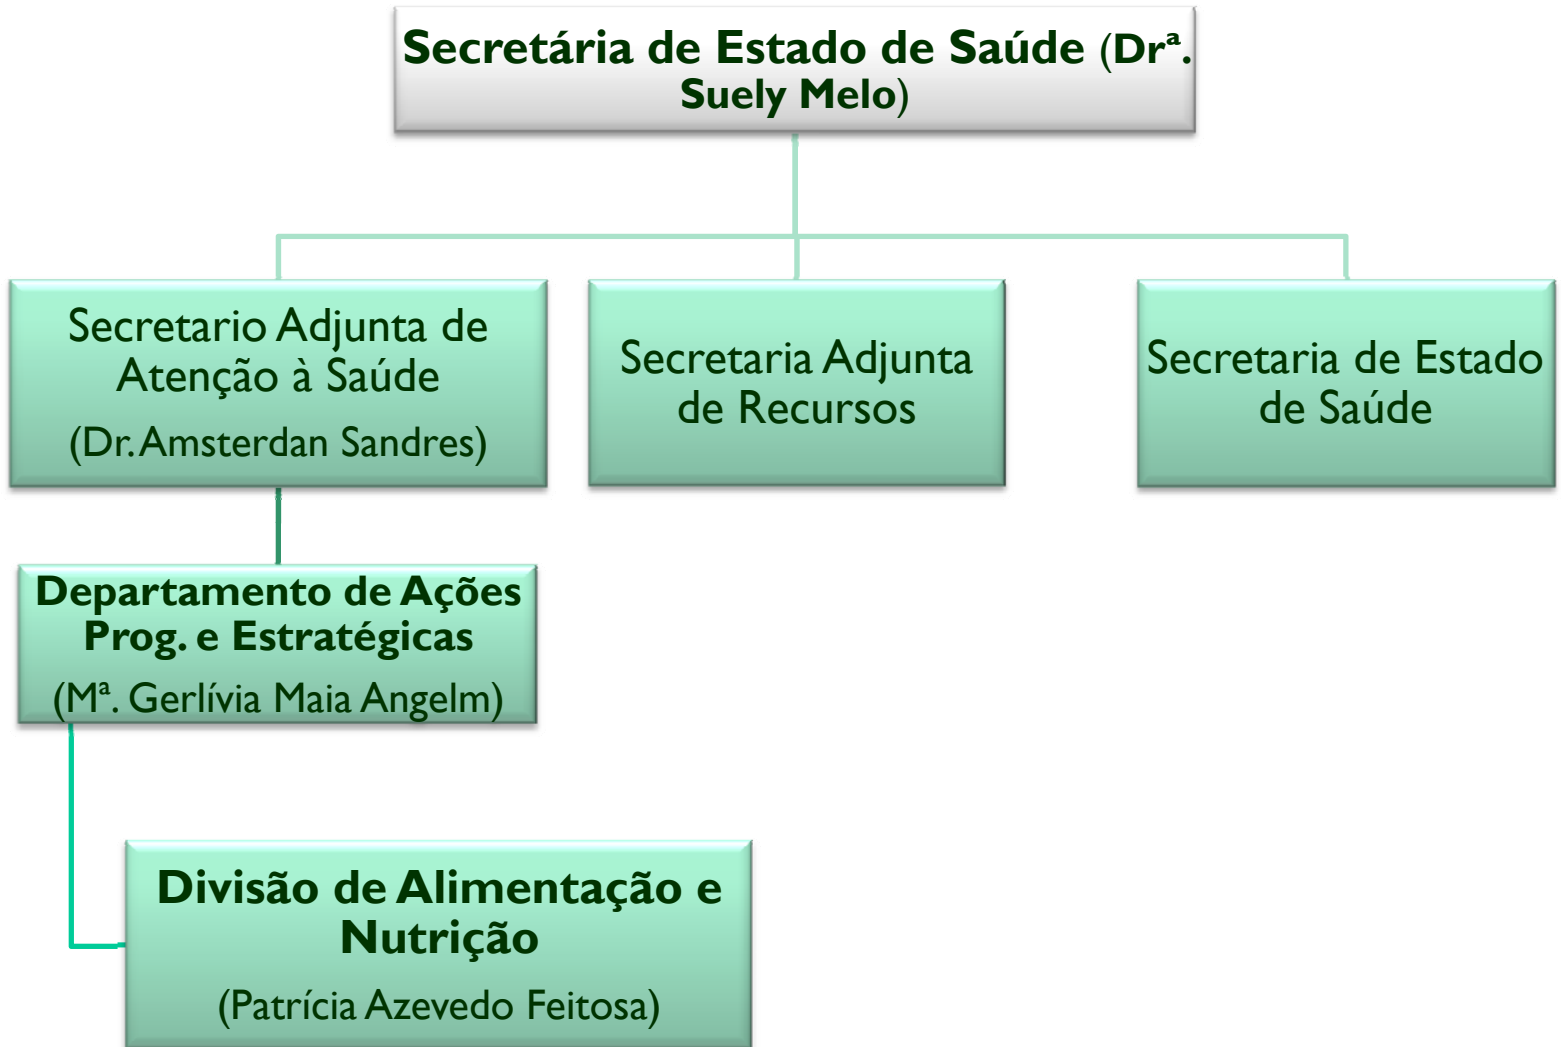 Secretária de Estado de Saúde (Drª.
Suely Melo)
Secretario Adjunta de
Atenção à Saúde
(Dr. Amsterdan Sandres)
Secretaria Adjunta
de Recursos
Secretaria de Estado
de Saúde
Departamento de Ações
Prog. e Estratégicas
(Mª. Gerlívia Maia Angelm)
Divisão de Alimentação e
Nutrição
(Patrícia Azevedo Feitosa)